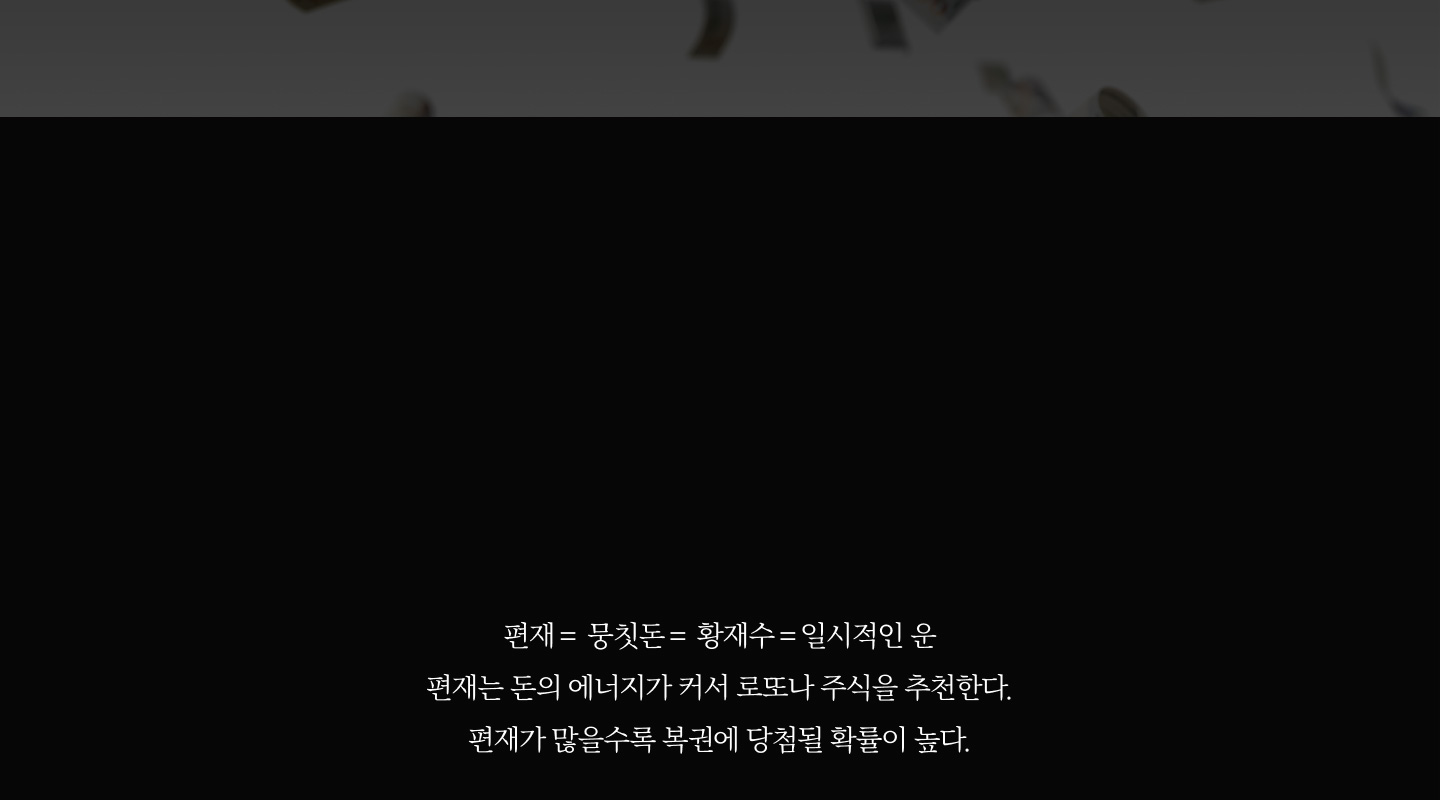 편재 = 뭉칫돈 = 황재수 = 일시적인 운
편재는 돈의 에너지가 커서 로또나 주식을 추천한다.
편재가 많을수록 복권에 당첨될 확률이 높다.